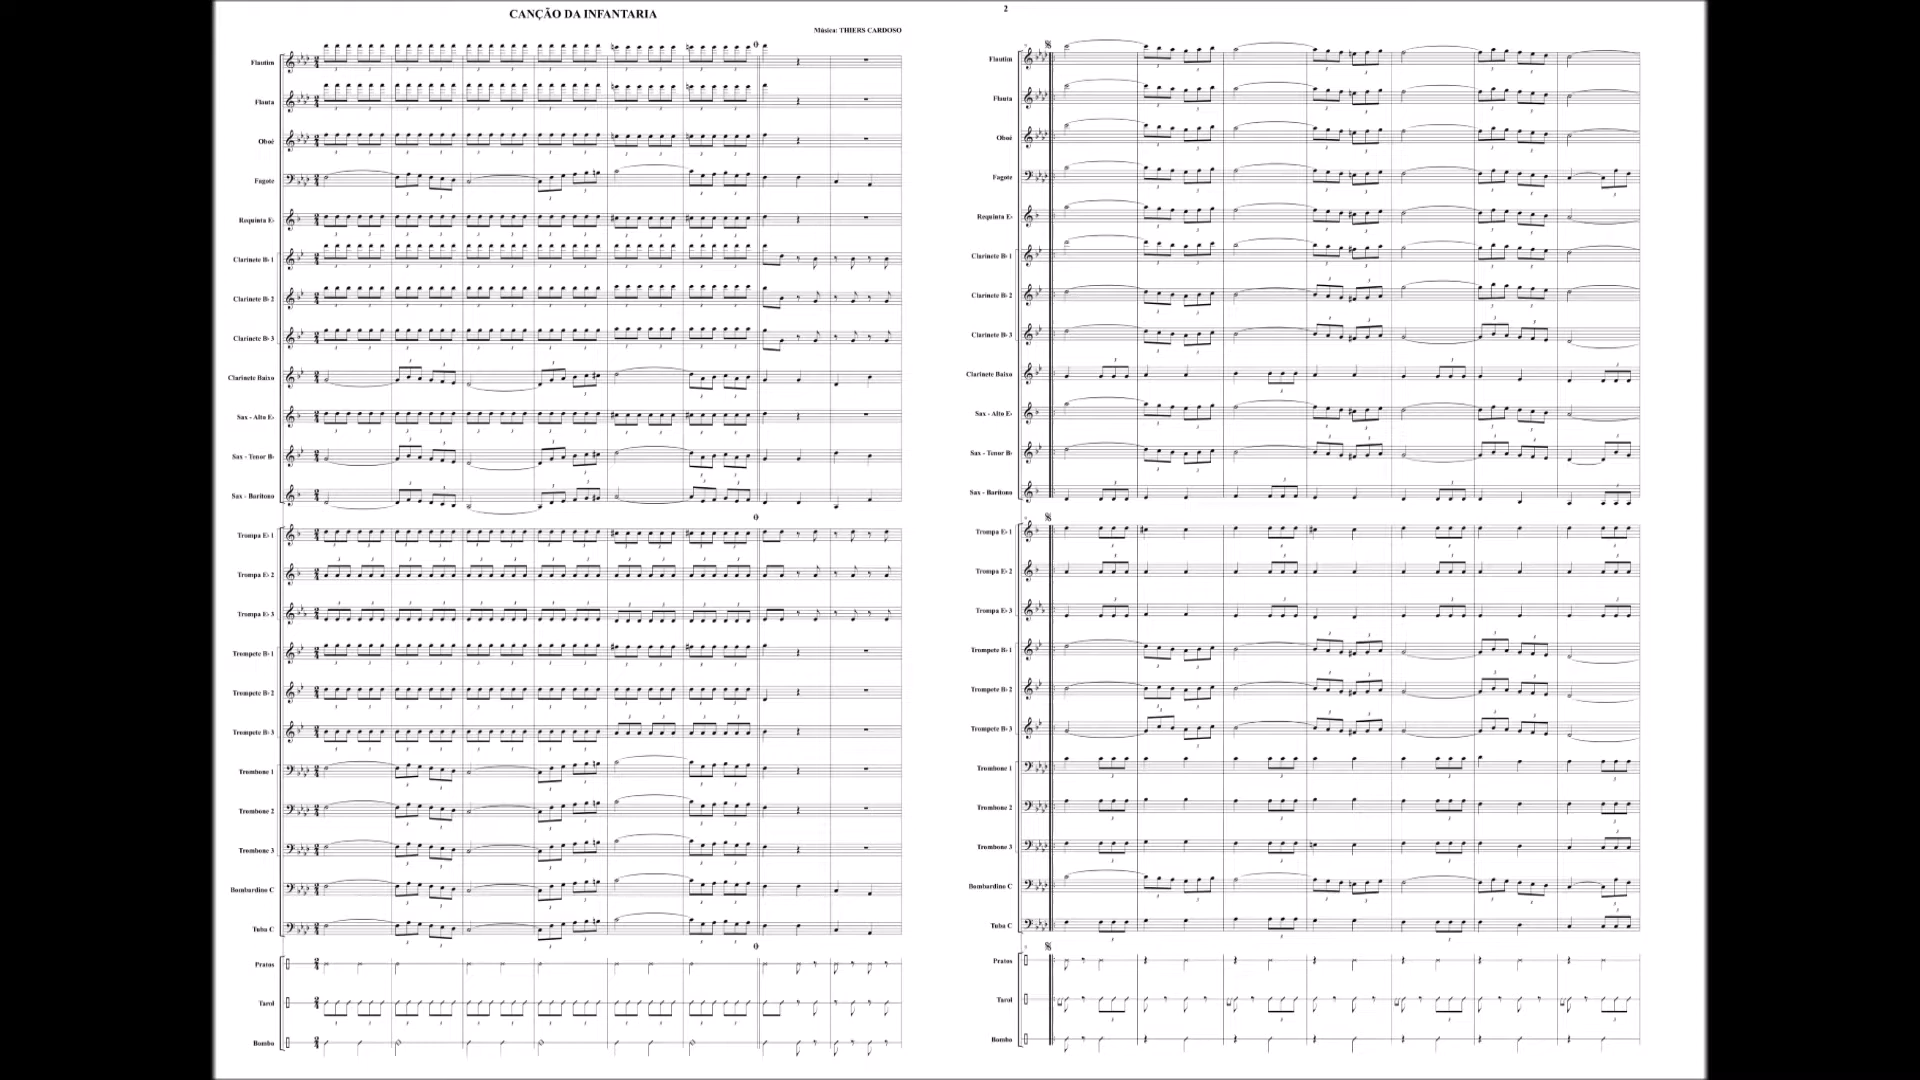 CANÇÃO DA INFANTARIA
Música: THIERS CARDOSO
Flautim
Flauta
Oboé
Fagote
Requinta E♭
Clarinete B♭ 1
Clarinete B♭ 2
Clarinete B♭ 3
Clarinete Baixo
Sax - Alto E♭
Sax - Tenor B♭
Sax - Barítono
Trompa E♭ 1
Trompa E♭ 2
Trompa E♭ 3
Trompete B♭ 1
Trompete B♭ 2
Trompete B♭ 3
Trombone 1
Trombone 2
Trombone 3
Bombardino C
Tuba C
Pratos
Tarol
Bombo
2
Flautim
Flauta
Oboé
Fagote
Requinta E♭
Clarinete B♭ 1
Clarinete B♭ 2
Clarinete B♭ 3
Clarinete Baixo
Sax - Alto E♭
Sax - Tenor B♭
Sax - Barítono
Trompa E♭ 1
Trompa E♭ 2
Trompa E♭ 3
Trompete B♭ 1
Trompete B♭ 2
Trompete B♭ 3
Trombone 1
Trombone 2
Trombone 3
Bombardino C
Tuba C
Pratos
Tarol
Bombo